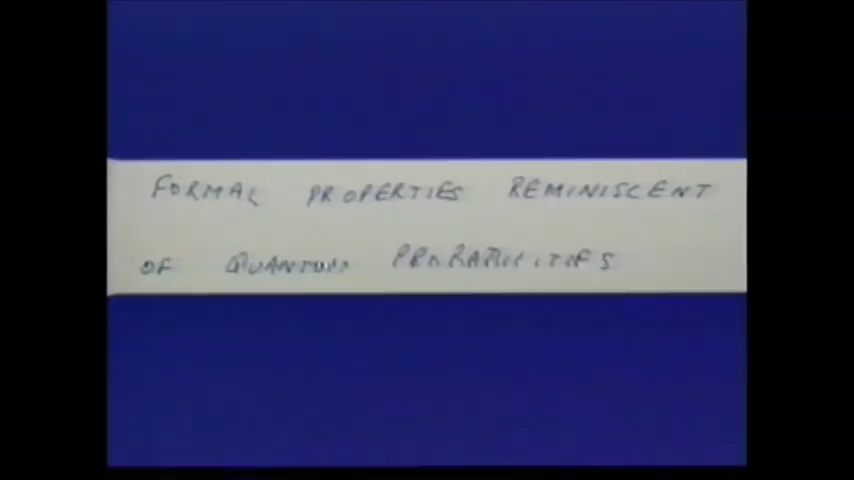 FORMAL PROPERTIES REMINISCENT
OF QUANTUM PROBABILITIES